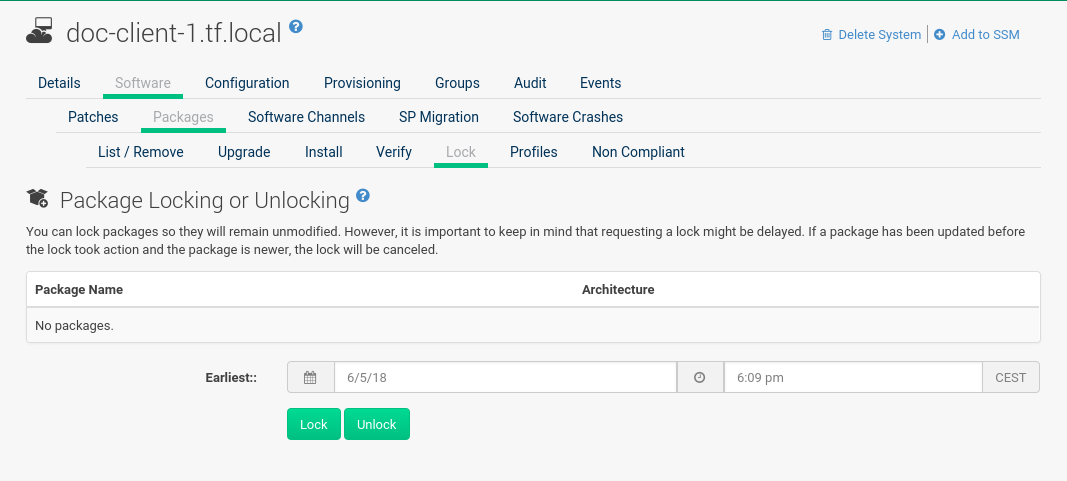 doc-client-1.tf.local ?
Delete System | Add to SSM
Details Software Configuration Provisioning Groups Audit Events
Patches Packages Software Channels SP Migration Software Crashes
List / Remove Upgrade Install Verify Lock Profiles Non Compliant
Package Locking or Unlocking ?
You can lock packages so they will remain unmodified. However, it is important to keep in mind that requesting a lock might be delayed. If a package has been updated before
the lock took action and the package is newer, the lock will be canceled.
Package Name Architecture
No packages.
Earliest:: 6/5/18 6:09 pm CEST
Lock Unlock